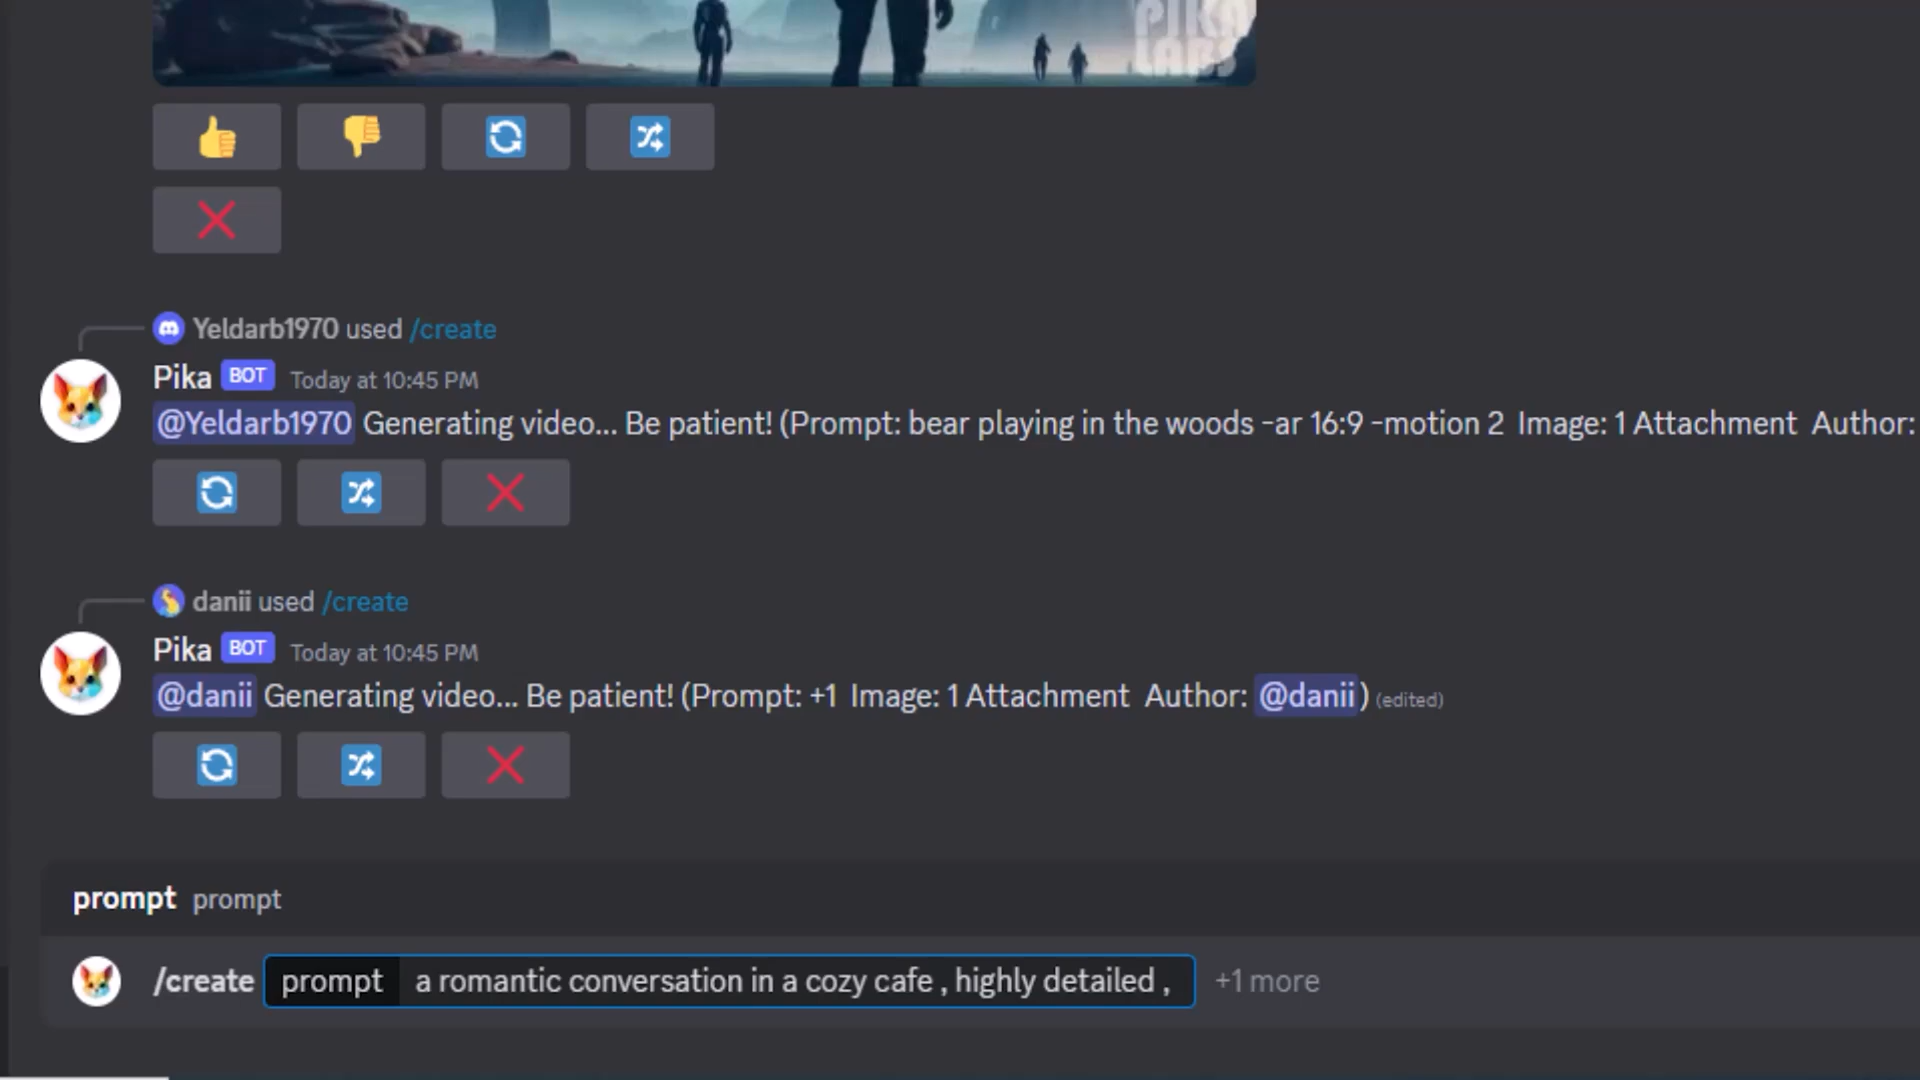 PIKA
LABS
Yeldarb1970 used /create
Pika BOT Today at 10:45 PM
@Yeldarb1970 Generating video... Be patient! (Prompt: bear playing in the woods -ar 16:9 -motion 2 Image: 1 Attachment Author:
danii used /create
Pika BOT Today at 10:45 PM
@danii Generating video... Be patient! (Prompt: +1 Image: 1 Attachment Author: @danii) (edited)
prompt prompt
/create prompt a romantic conversation in a cozy cafe , highly detailed , +1 more